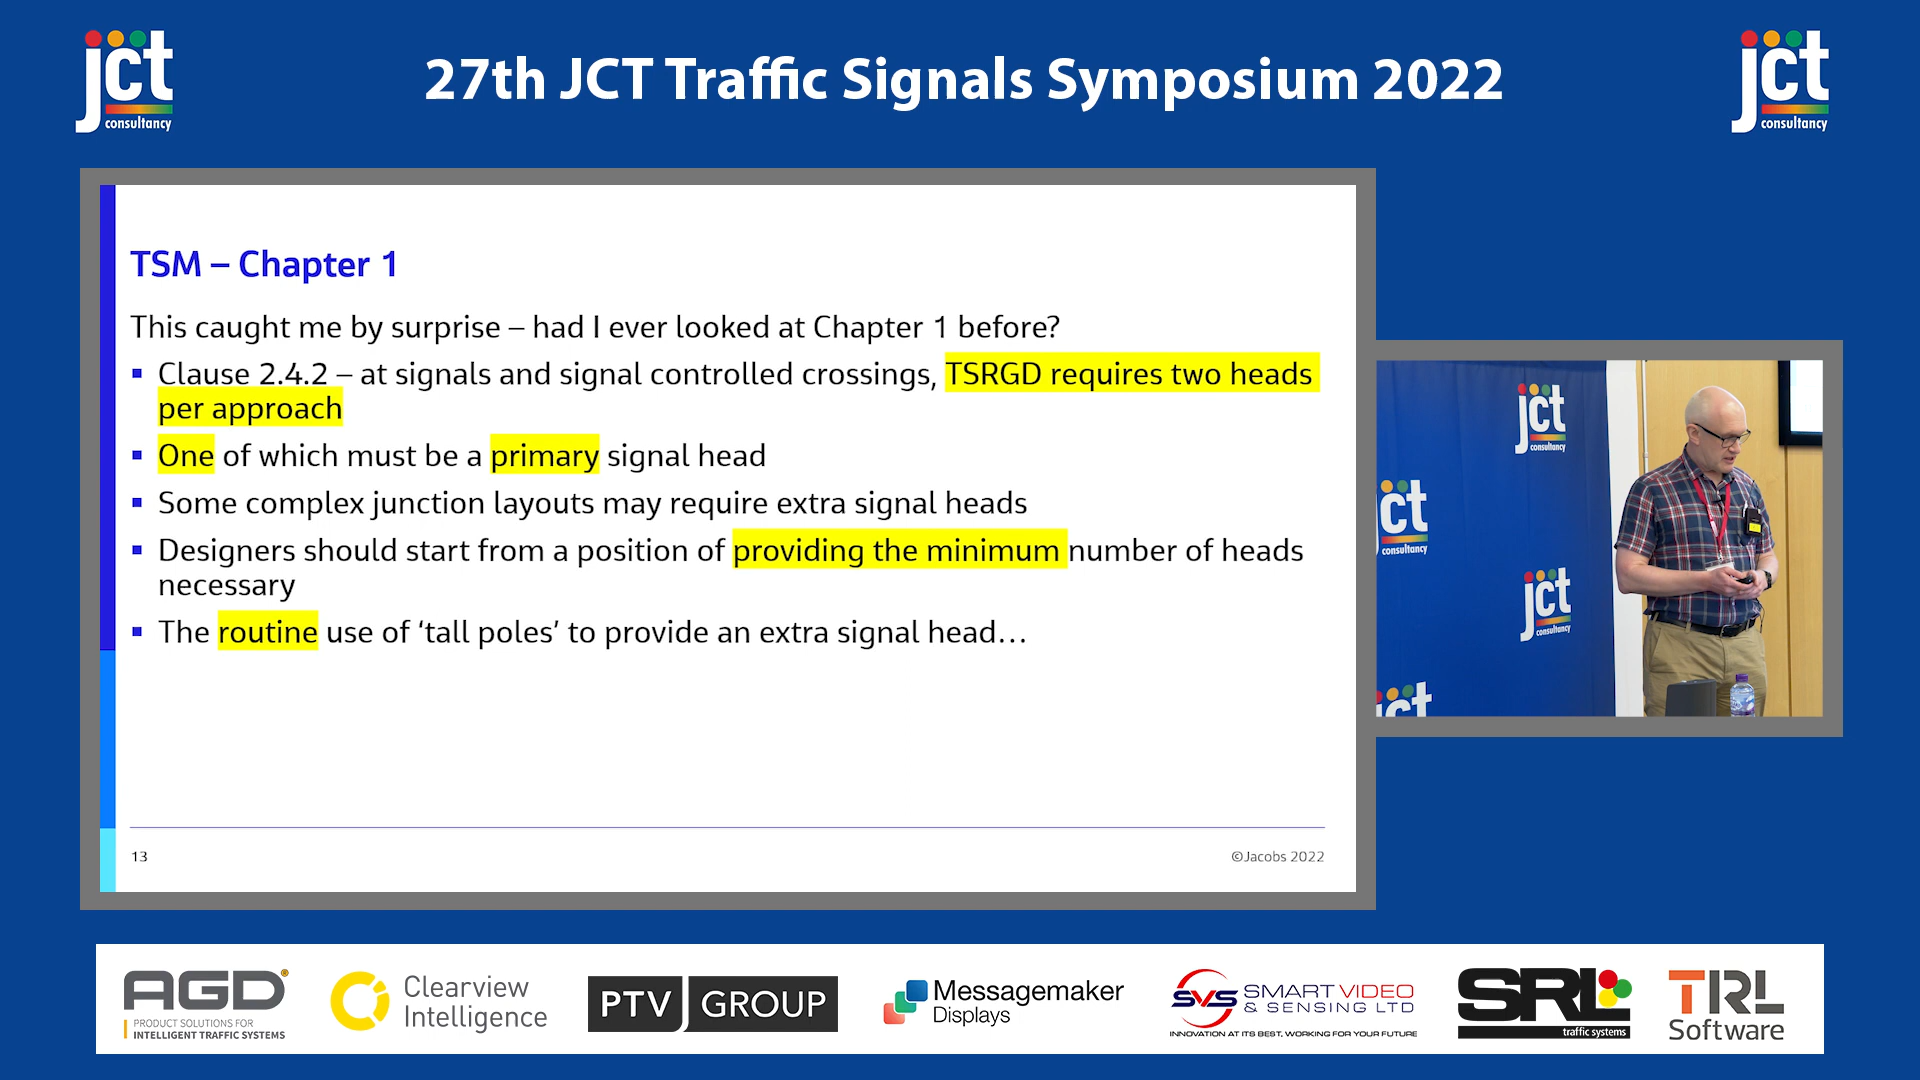 jct
consultancy
27th JCT Traffic Signals Symposium 2022
jct
consultancy
TSM – Chapter 1
This caught me by surprise – had I ever looked at Chapter 1 before?
▪ Clause 2.4.2 – at signals and signal controlled crossings, TSRGD requires two heads
per approach
▪ One of which must be a primary signal head
▪ Some complex junction layouts may require extra signal heads
▪ Designers should start from a position of providing the minimum number of heads
necessary
▪ The routine use of ‘tall poles’ to provide an extra signal head…
13
©Jacobs 2022
jct
consultancy
ct
consultancy
jct
consultancy
jct
AGD
PRODUCT SOLUTIONS FOR
INTELLIGENT TRAFFIC SYSTEMS
Clearview
Intelligence
PTV GROUP
Messagemaker
Displays
SVS SMART VIDEO
& SENSING LTD
INNOVATION AT ITS BEST, WORKING FOR YOUR FUTURE
SRL
traffic systems
TRL
Software